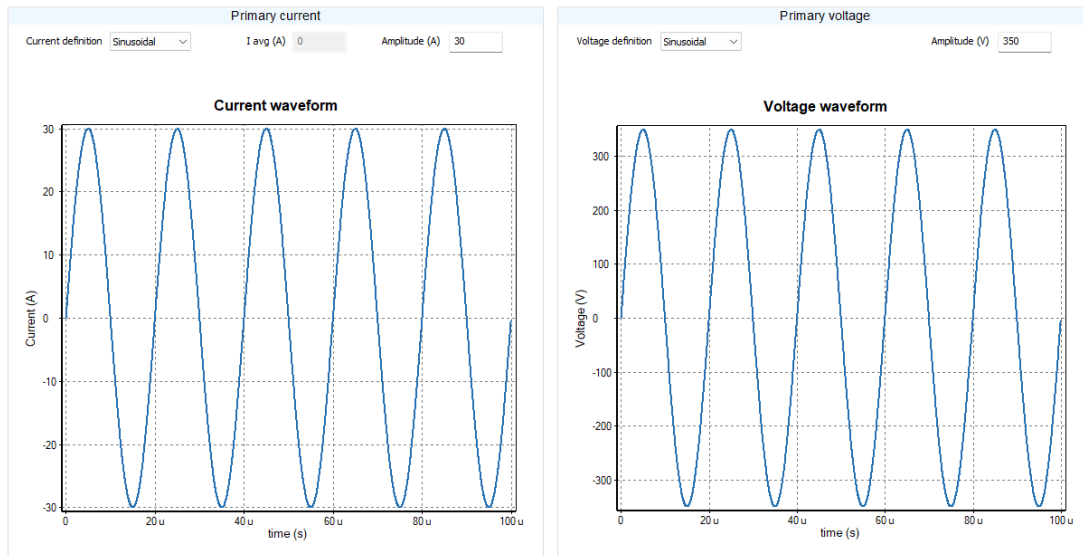 Primary current
Current definition Sinusoidal I avg (A) 0 Amplitude (A) 30
Current waveform
30
20
10
0
-10
-20
-30
Current (A)
0 20 u 40 u 60 u 80 u 100 u
time (s)
Primary voltage
Voltage definition Sinusoidal Amplitude (V) 350
Voltage waveform
300
200
100
0
-100
-200
-300
Voltage (V)
0 20 u 40 u 60 u 80 u 100 u
time (s)